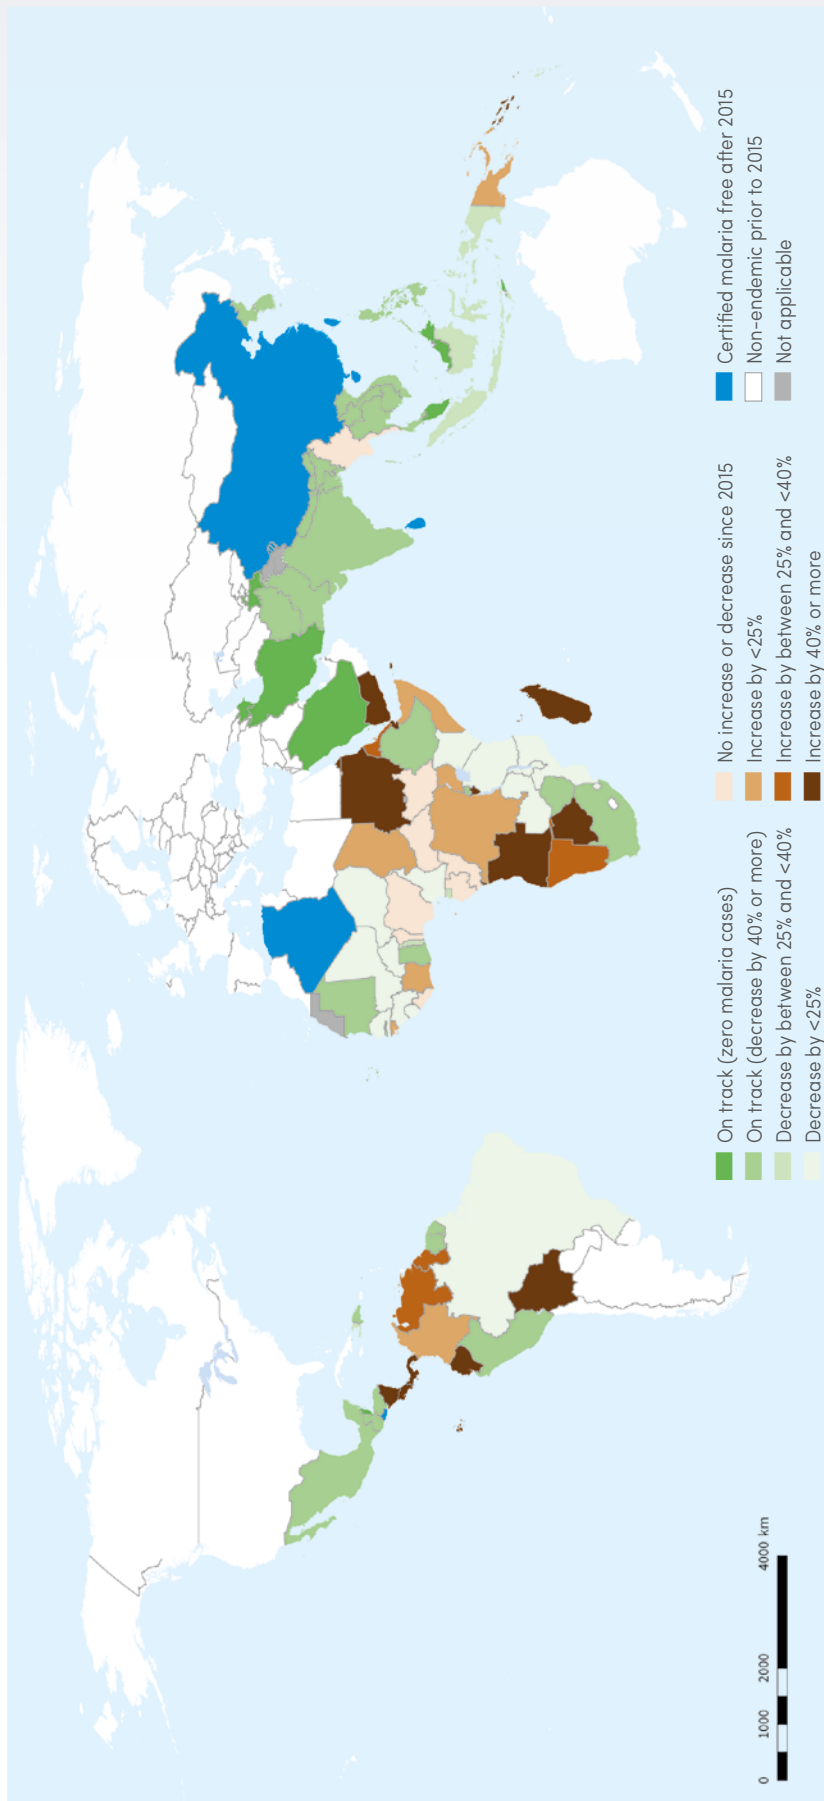 On track (zero malaria cases)
On track (decrease by 40% or more)
Decrease by between 25% and <40%
Decrease by <25%
No increase or decrease since 2015
Increase by <25%
Increase by between 25% and <40%
Increase by 40% or more
Certified malaria free after 2015
Non-endemic prior to 2015
Not applicable
0 1000 2000 4000 km